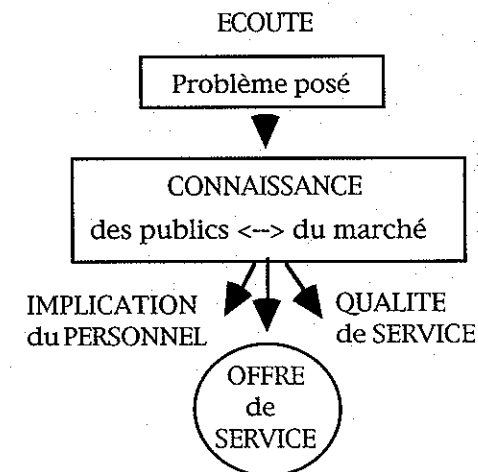 ECOUTE
Problème posé
CONNAISSANCE
des publics <--> du marché
IMPLICATION
du PERSONNEL
QUALITE
de SERVICE
OFFRE
de
SERVICE